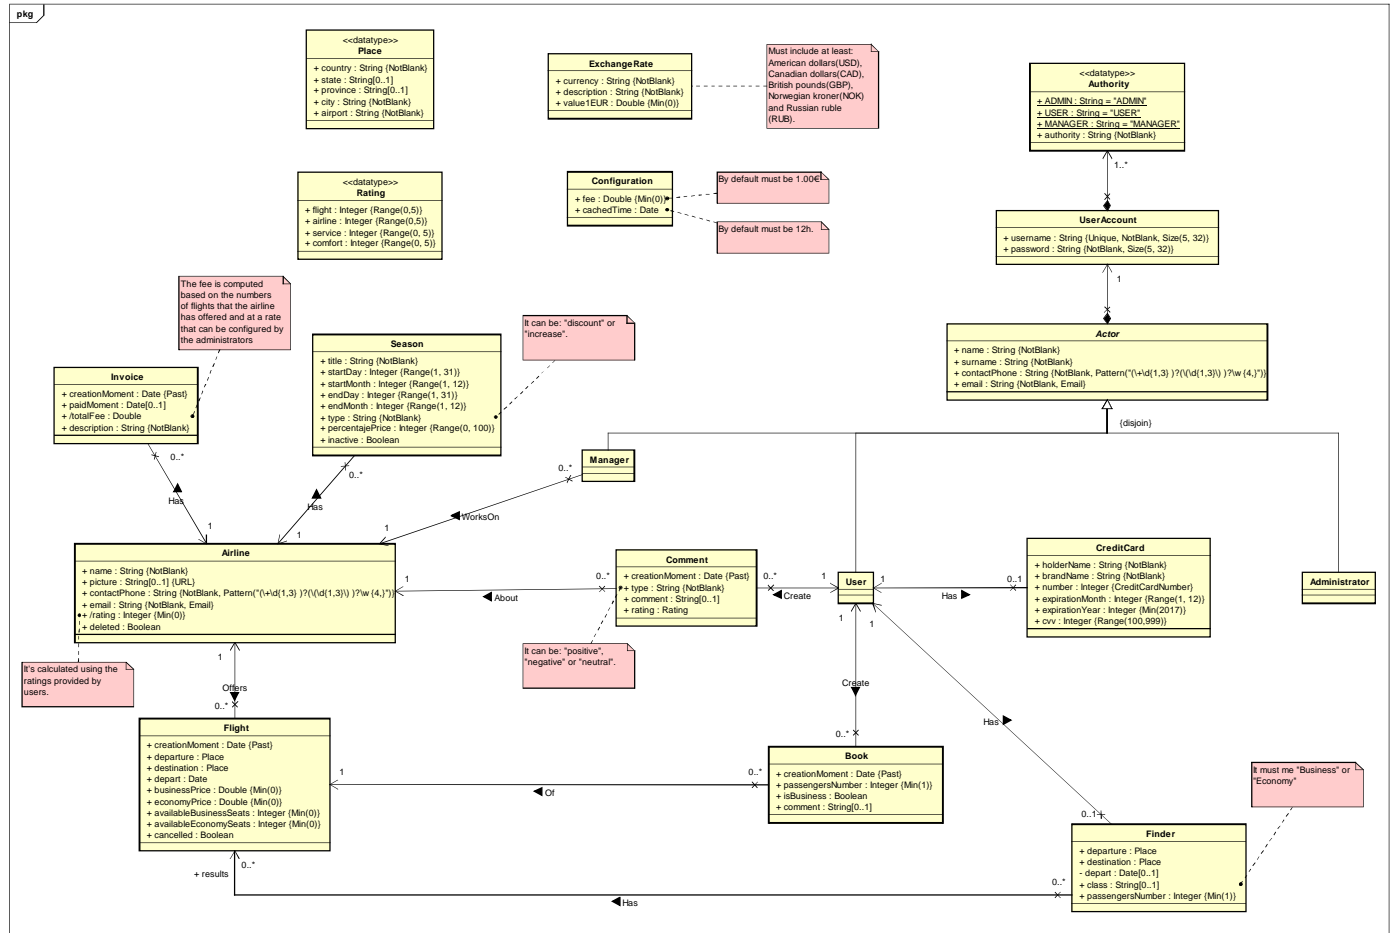 pkg
<<datatype>>
Place
+ country : String {NotBlank}
+ state : String[0..1]
+ province : String[0..1]
+ city : String {NotBlank}
+ airport : String {NotBlank}
ExchangeRate
+ currency : String {NotBlank}
+ description : String {NotBlank}
+ value1EUR : Double {Min(0)}
Must include at least:
American dollars(USD),
Canadian dollars(CAD),
British pounds(GBP),
Norwegian kroner(NOK)
and Russian ruble
(RUB).
<<datatype>>
Authority
+ ADMIN : String = "ADMIN"
+ USER : String = "USER"
+ MANAGER : String = "MANAGER"
+ authority : String {NotBlank}
1..*
<<datatype>>
Rating
+ flight : Integer {Range(0,5)}
+ airline : Integer {Range(0,5)}
+ service : Integer {Range(0, 5)}
+ comfort : Integer {Range(0, 5)}
Configuration
+ fee : Double {Min(0)}
+ cachedTime : Date
By default must be 1.00€
By default must be 12h.
UserAccount
+ username : String {Unique, NotBlank, Size(5, 32)}
+ password : String {NotBlank, Size(5, 32)}
1
The fee is computed
based on the numbers
of flights that the airline
has offered and at a rate
that can be configured by
the administrators
Season
+ title : String {NotBlank}
+ startDay : Integer {Range(1, 31)}
+ startMonth : Integer {Range(1, 12)}
+ endDay : Integer {Range(1, 31)}
+ endMonth : Integer {Range(1, 12)}
+ type : String {NotBlank}
+ percentajePrice : Integer {Range(0, 100)}
+ inactive : Boolean
It can be: "discount" or
"increase".
Actor
+ name : String {NotBlank}
+ surname : String {NotBlank}
+ contactPhone : String {NotBlank, Pattern("(\+\d{1,3} )?(\(\d{1,3}\) )?\w {4,}")}
+ email : String {NotBlank, Email}
{disjoin}
Invoice
+ creationMoment : Date {Past}
+ paidMoment : Date[0..1]
+ /totalFee : Double
+ description : String {NotBlank}
0..*
Has
1
0..*
Has
1
Manager
0..*
WorksOn
1
Airline
+ name : String {NotBlank}
+ picture : String[0..1] {URL}
+ contactPhone : String {NotBlank, Pattern("(\+\d{1,3} )?(\(\d{1,3}\) )?\w {4,}")}
+ email : String {NotBlank, Email}
+ /rating : Integer {Min(0)}
+ deleted : Boolean
1
About
0..*
Comment
+ creationMoment : Date {Past}
+ type : String {NotBlank}
+ comment : String[0..1]
+ rating : Rating
0..*
Create
1
User
1
Has
0..1
CreditCard
+ holderName : String {NotBlank}
+ brandName : String {NotBlank}
+ number : Integer {CreditCardNumber}
+ expirationMonth : Integer {Range(1, 12)}
+ expirationYear : Integer {Min(2017)}
+ cvv : Integer {Range(100,999)}
Administrator
It's calculated using the
ratings provided by
users.
It can be: "positive",
"negative" or "neutral".
1
Offers
0..*
1
Create
0..*
1
Has
0..1
Flight
+ creationMoment : Date {Past}
+ departure : Place
+ destination : Place
+ depart : Date
+ businessPrice : Double {Min(0)}
+ economyPrice : Double {Min(0)}
+ availableBusinessSeats : Integer {Min(0)}
+ availableEconomySeats : Integer {Min(0)}
+ cancelled : Boolean
1
Of
0..*
Book
+ creationMoment : Date {Past}
+ passengersNumber : Integer {Min(1)}
+ isBusiness : Boolean
+ comment : String[0..1]
It must me "Business" or
"Economy"
Finder
+ departure : Place
+ destination : Place
- depart : Date[0..1]
+ class : String[0..1]
+ passengersNumber : Integer {Min(1)}
0..*
+ results
Has
0..*